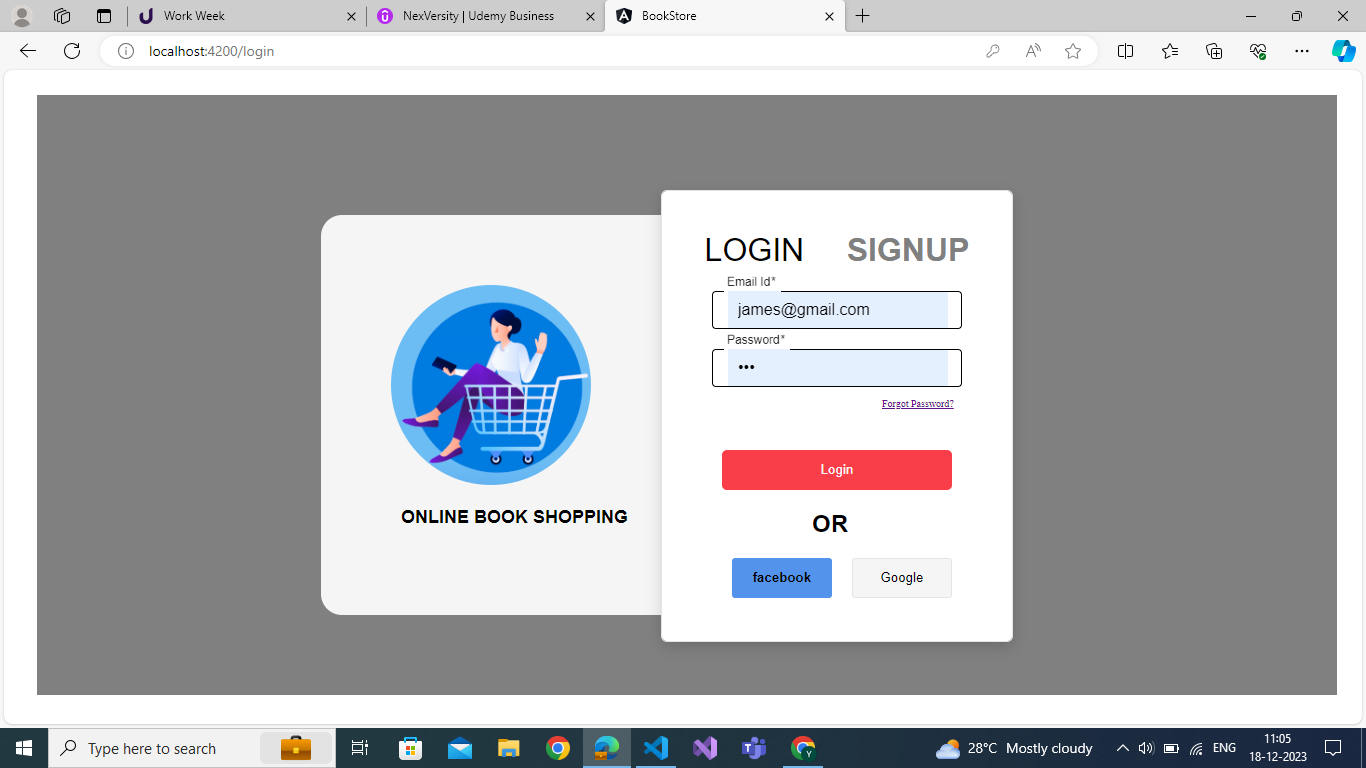 Work Week
NexVersity | Udemy Business
BookStore
localhost:4200/login
LOGIN SIGNUP
Email Id*
james@gmail.com
Password*
•••
Forgot Password?
Login
ONLINE BOOK SHOPPING
OR
facebook Google
Type here to search
28°C Mostly cloudy
ENG
11:05
18-12-2023